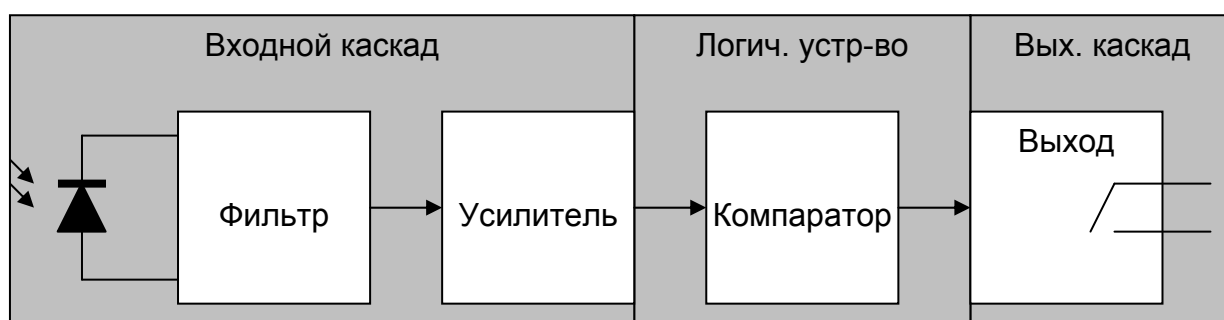 Входной каскад
Логич. устр-во
Вых. каскад
Фильтр
Усилитель
Компаратор
Выход